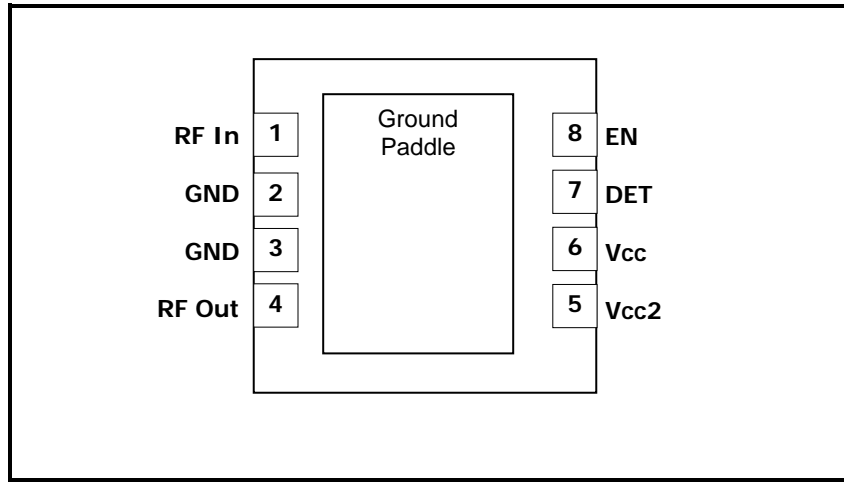 Ground
Paddle
RF In 1
GND 2
GND 3
RF Out 4
8 EN
7 DET
6 Vcc
5 Vcc2